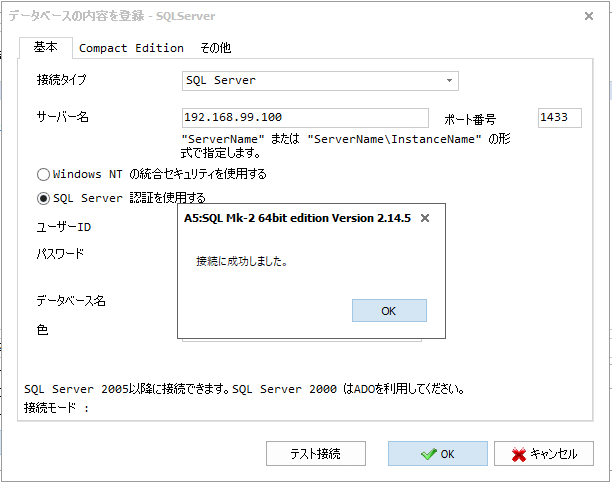 データベースの内容を登録 - SQLServer
基本 Compact Edition その他
接続タイプ SQL Server
サーバー名 192.168.99.100 ポート番号 1433
"ServerName" または "ServerName\InstanceName" の形
式で指定します。
Windows NT の統合セキュリティを使用する
SQL Server 認証を使用する
ユーザーID
A5:SQL Mk-2 64bit edition Version 2.14.5
パスワード
接続に成功しました。
OK
データベース名
色
SQL Server 2005以降に接続できます。SQL Server 2000 はADOを利用してください。
接続モード :
テスト接続 OK キャンセル